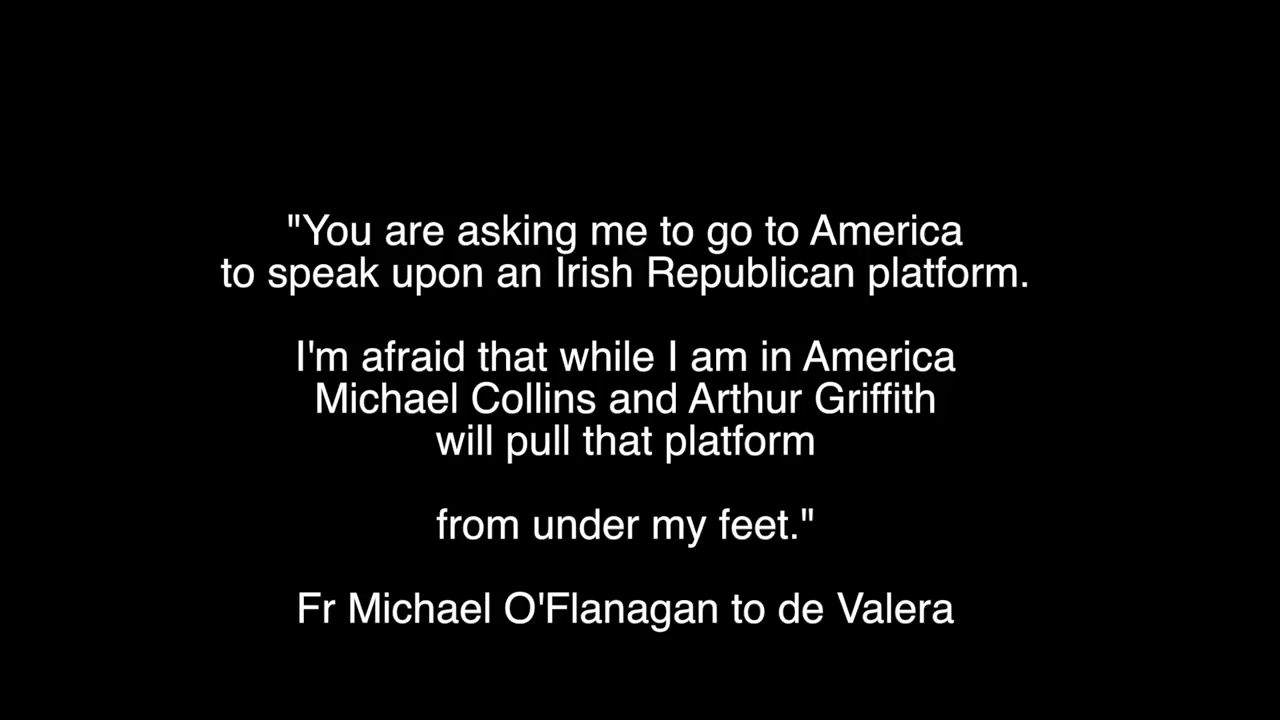 "You are asking me to go to America
to speak upon an Irish Republican platform.
I'm afraid that while I am in America
Michael Collins and Arthur Griffith
will pull that platform
from under my feet."
Fr Michael O'Flanagan to de Valera